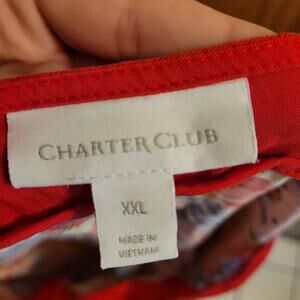 CHARTER CLUB
XXL
MADE IN
VIETNAM